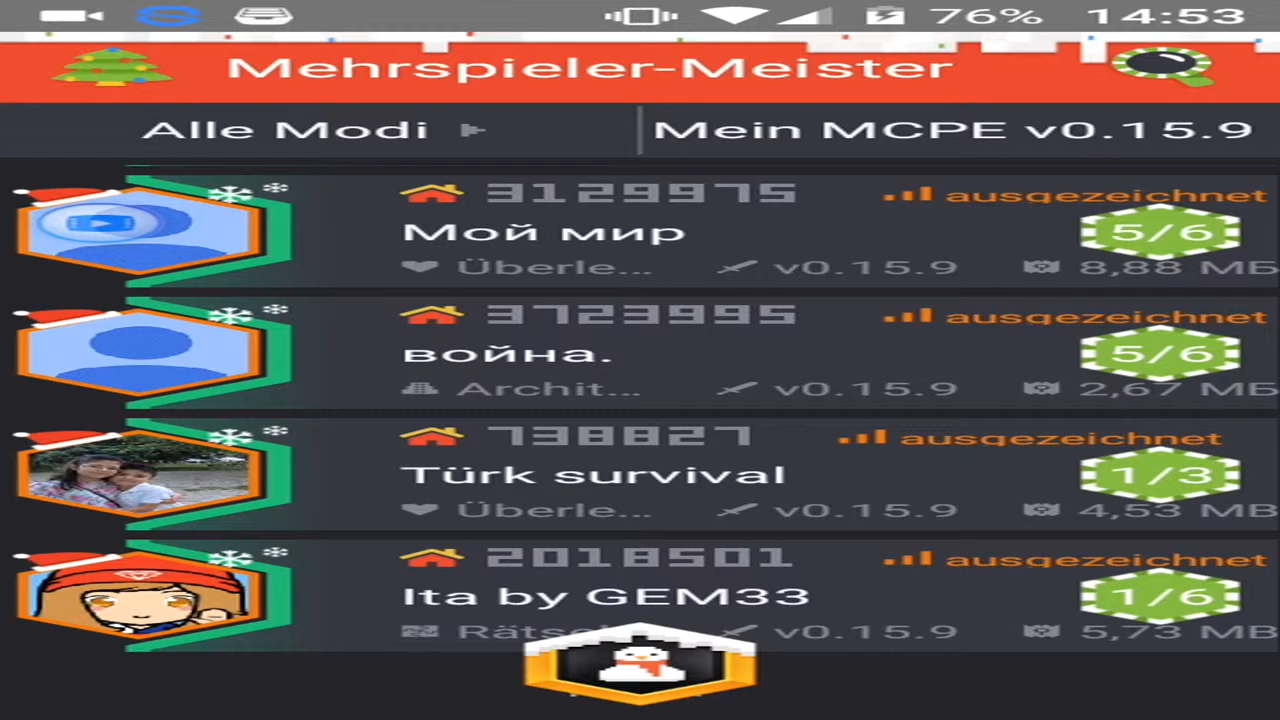 76% 14:53
Mehrspieler-Meister
Alle Modi Mein MCPE v0.15.9
3129975 ausgezeichnet
Мой мир 5/6
Überle... v0.15.9 8,88 МБ
3723995 ausgezeichnet
война. 5/6
Archit... v0.15.9 2,67 МБ
738827 ausgezeichnet
Türk survival 1/3
Überle... v0.15.9 4,53 МБ
2018501 ausgezeichnet
Ita by GEM33 1/6
Räts v0.15.9 5,73 МБ